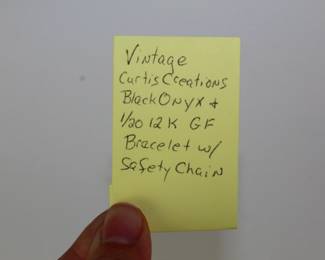 Vintage
Curtis Creations
Black Onyx +
1/20 12K GF
Bracelet w/
Safety Chain